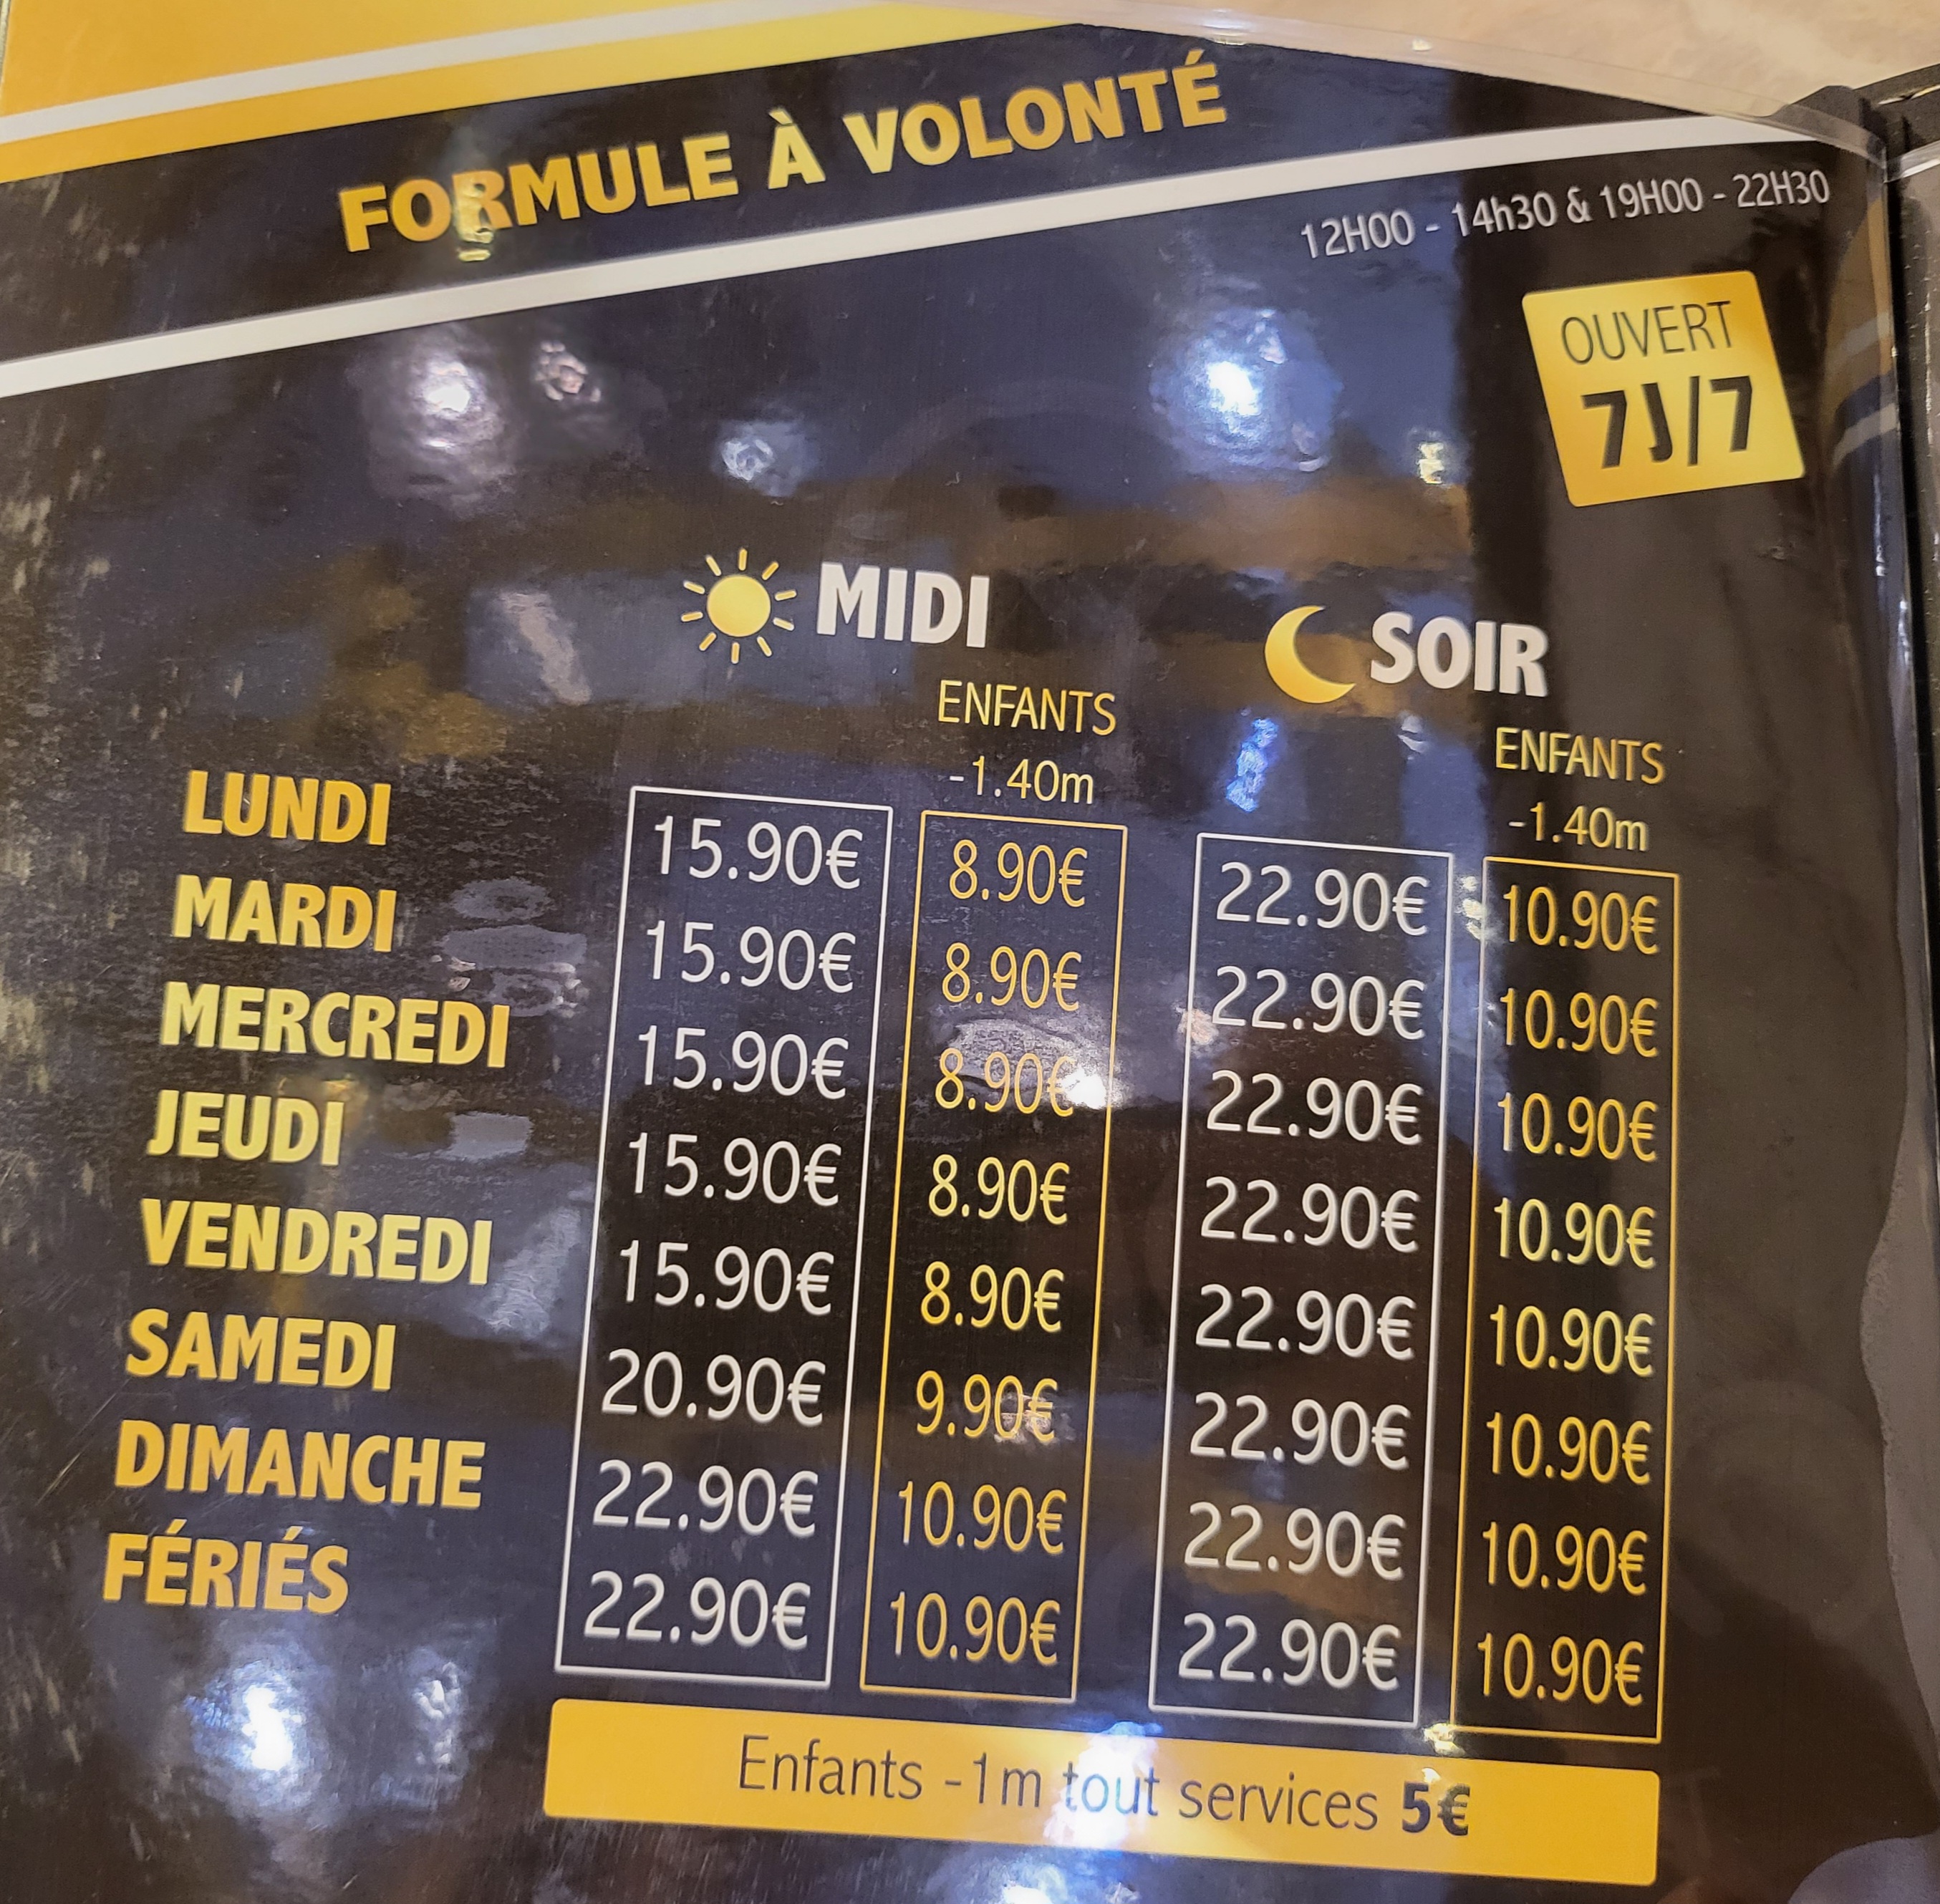 FORMULE À VOLONTÉ
12H00 - 14h30 & 19H00 - 22H30
OUVERT
7J/7
MIDI SOIR
ENFANTS ENFANTS
-1.40m -1.40m
LUNDI 15.90€ 8.90€ 22.90€ 10.90€
MARDI 15.90€ 8.90€ 22.90€ 10.90€
MERCREDI 15.90€ 8.90€ 22.90€ 10.90€
JEUDI 15.90€ 8.90€ 22.90€ 10.90€
VENDREDI 15.90€ 8.90€ 22.90€ 10.90€
SAMEDI 20.90€ 9.90€ 22.90€ 10.90€
DIMANCHE 22.90€ 10.90€ 22.90€ 10.90€
FÉRIÉS 22.90€ 10.90€ 22.90€ 10.90€
Enfants -1m tout services 5€